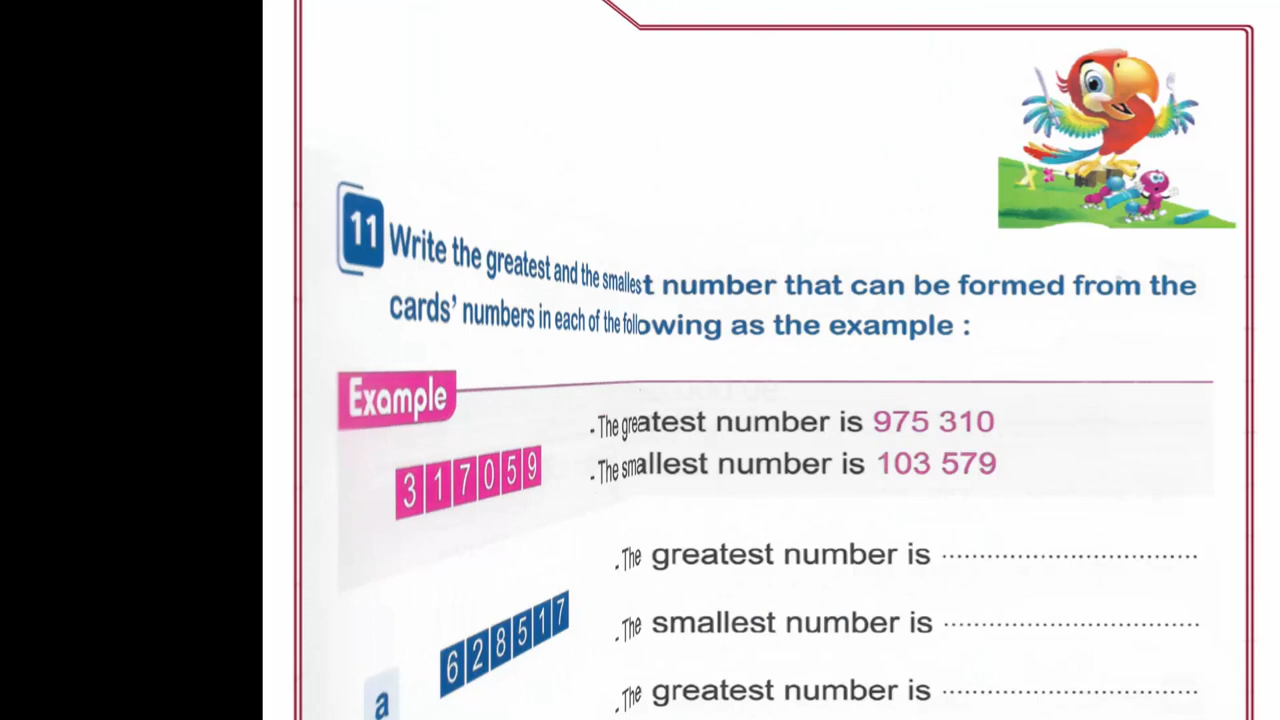 11 Write the greatest and the smallest number that can be formed from the
cards' numbers in each of the following as the example :
Example
- The greatest number is 975 310
3 1 7 0 5 9
- The smallest number is 103 579
- The greatest number is
6 2 8 5 1 7
- The smallest number is
a
- The greatest number is